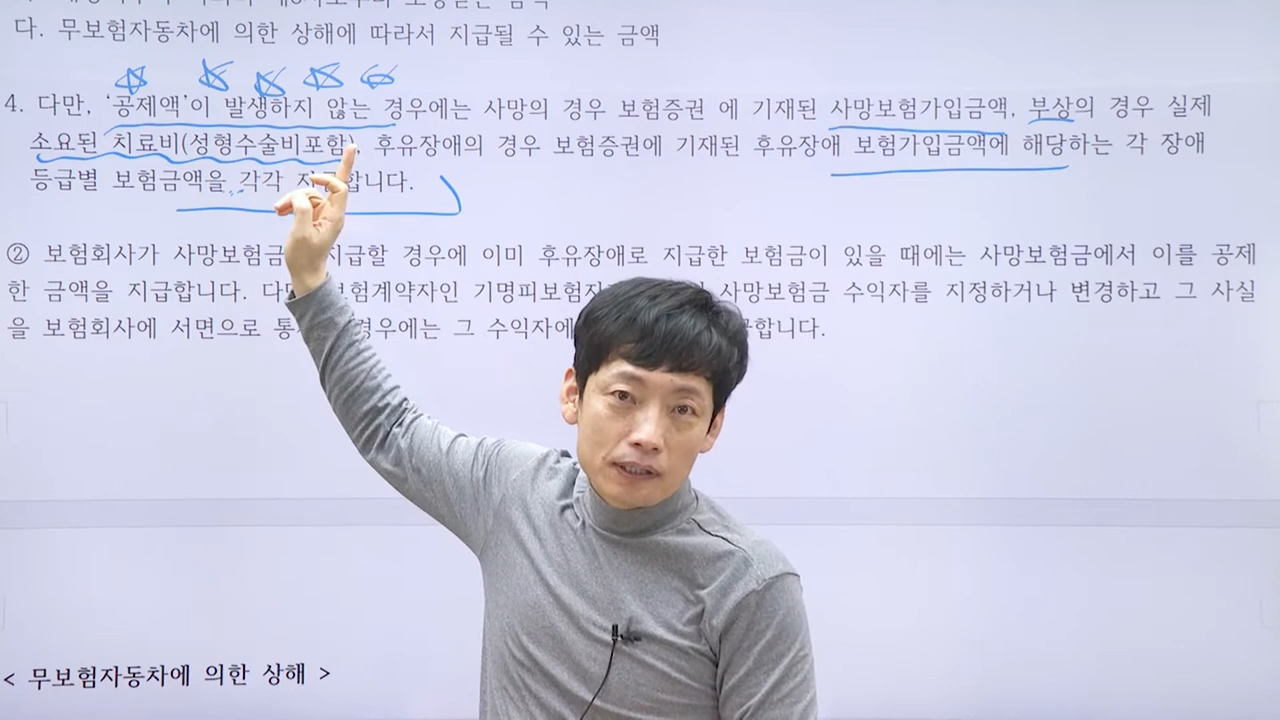 다. 무보험자동차에 의한 상해에 따라서 지급될 수 있는 금액
4. 다만, ‘공제액’이 발생하지 않는 경우에는 사망의 경우 보험증권 에 기재된 사망보험가입금액, 부상의 경우 실제
소요된 치료비(성형수술비포함), 후유장애의 경우 보험증권에 기재된 후유장애 보험가입금액에 해당하는 각 장애
등급별 보험금액을 각각 지급합니다.
② 보험회사가 사망보험금 지급할 경우에 이미 후유장애로 지급한 보험금이 있을 때에는 사망보험금에서 이를 공제
한 금액을 지급합니다. 보험계약자인 사망보험금 수익자를 지정하거나 변경하고 그 사실
을 보험회사에 서면으로 경우에는 그 수익자에
< 무보험자동차에 의한 상해 >